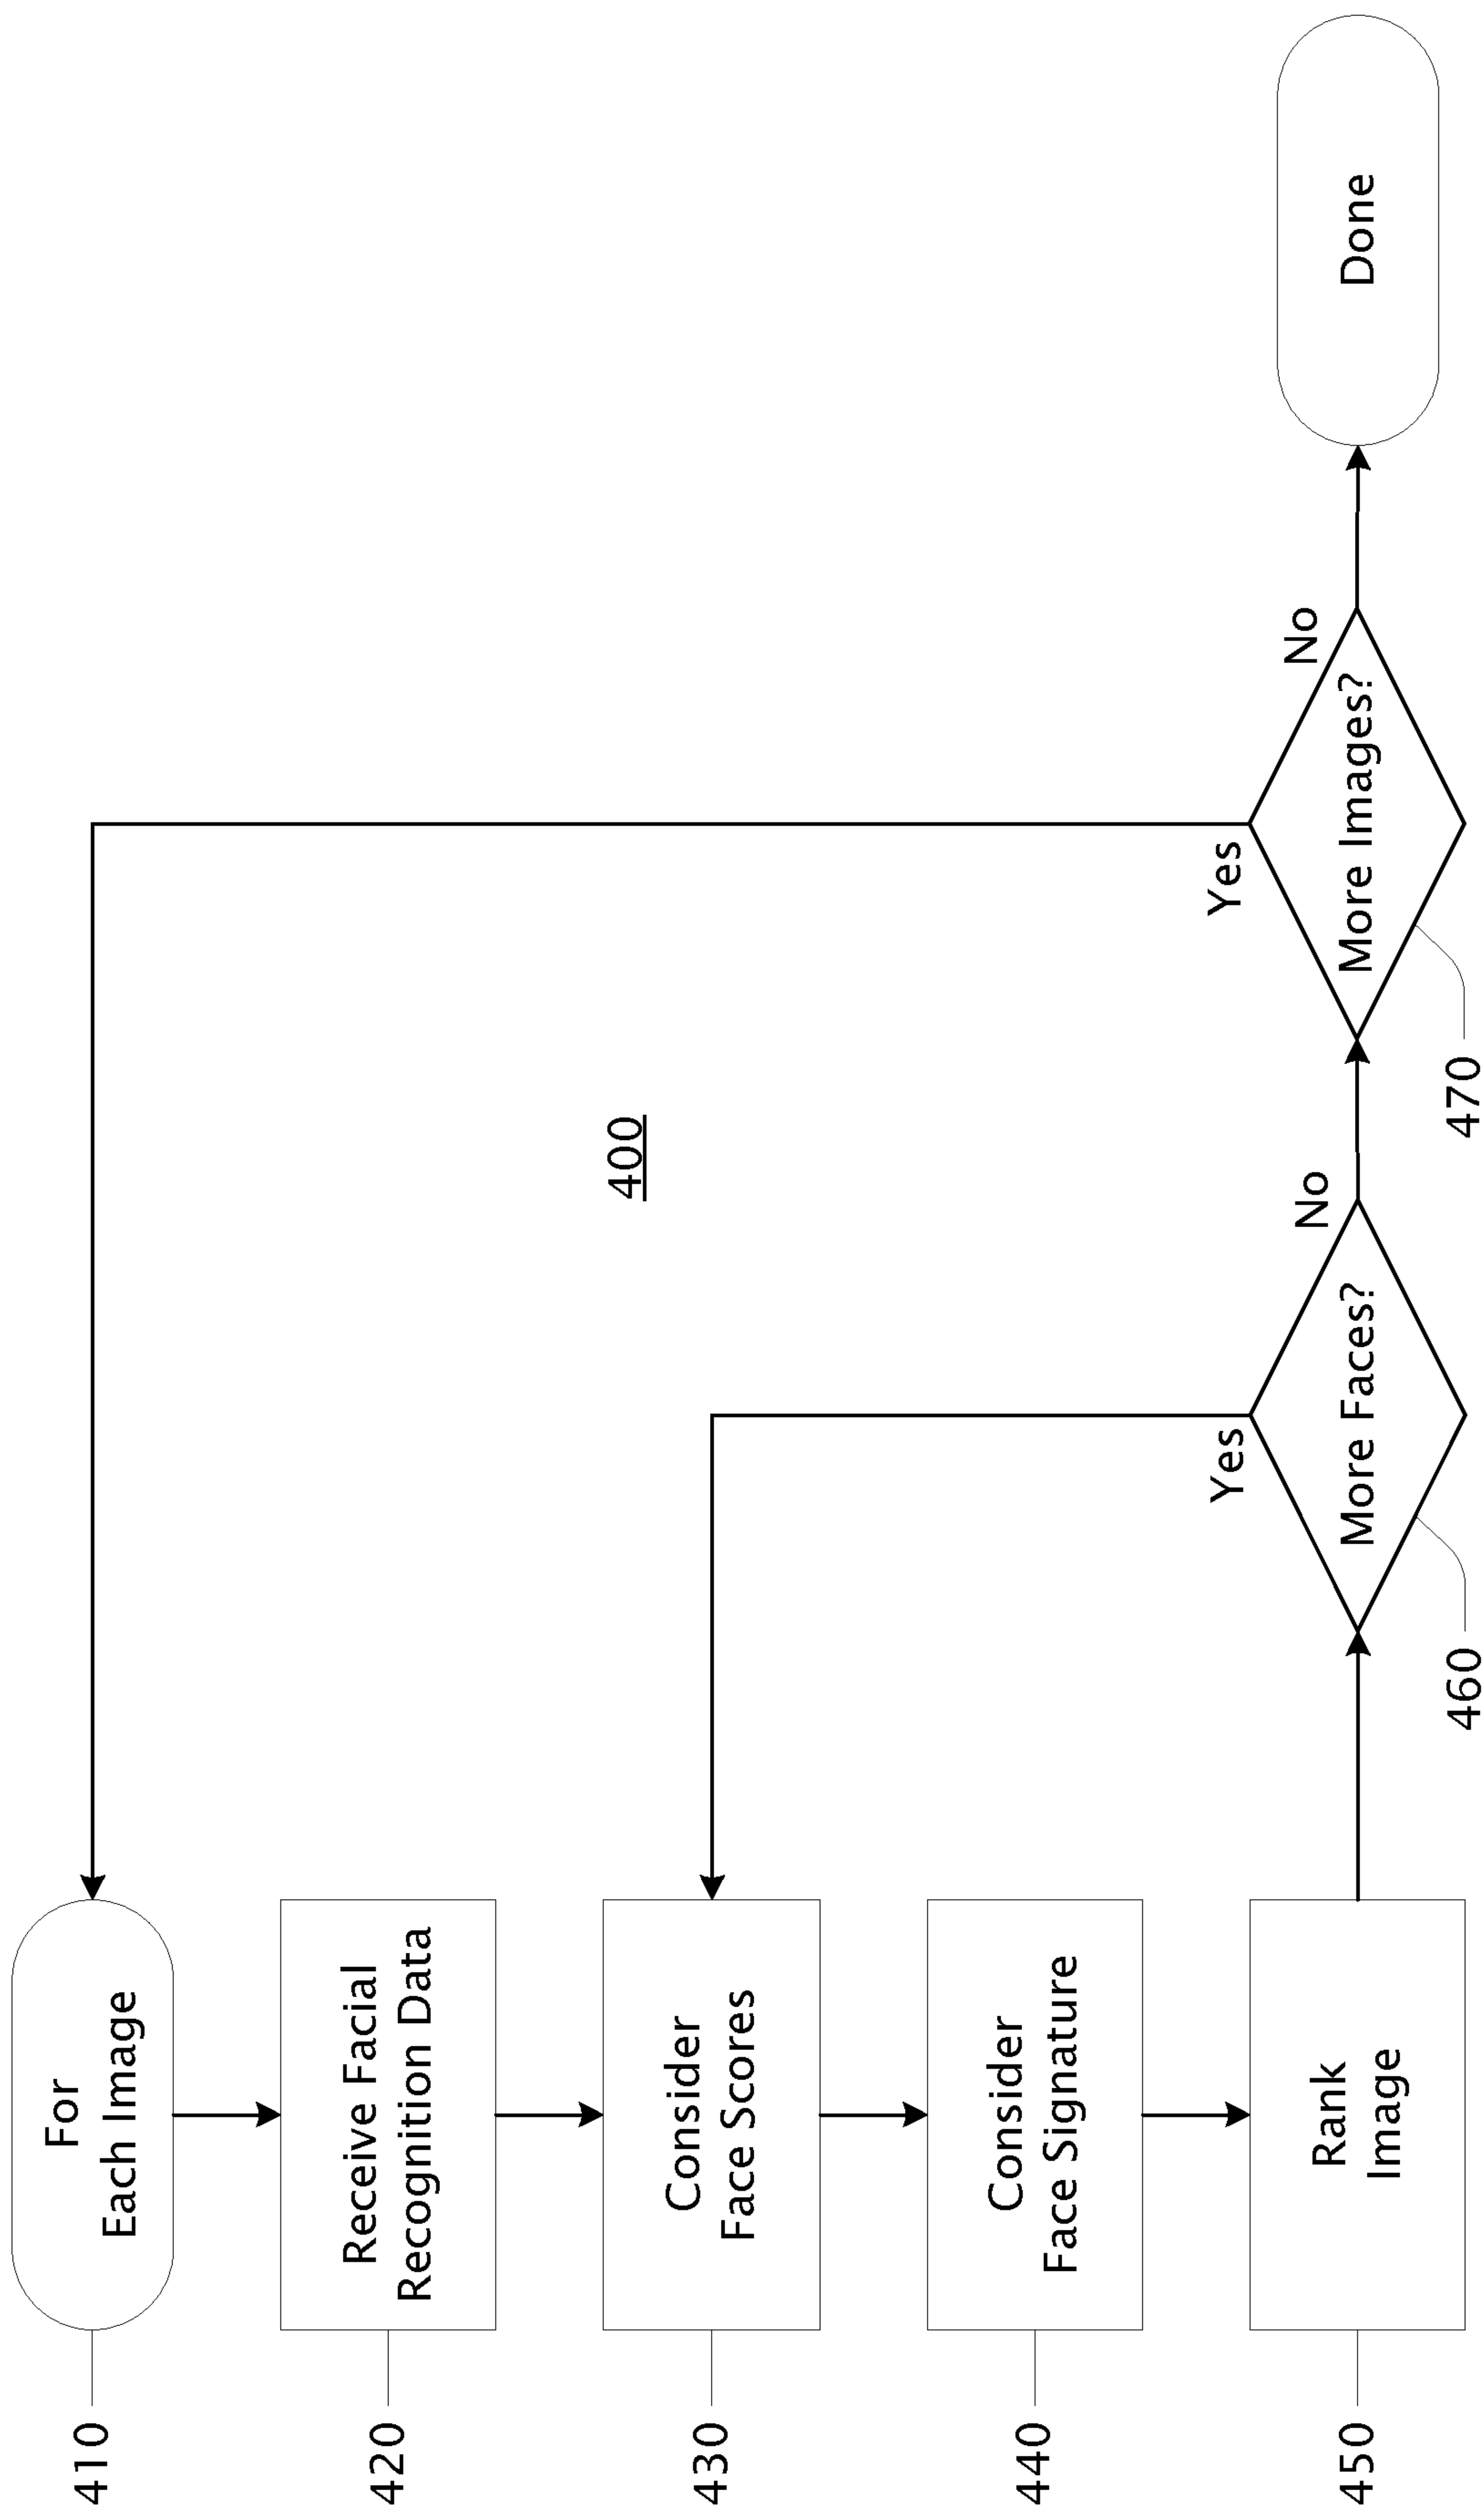 410
For
Each Image
420
Receive Facial
Recognition Data
430
Consider
Face Scores
400
440
Consider
Face Signature
Yes
Yes
No
No
450
Rank
Image
More Faces?
More Images?
Done
460
470